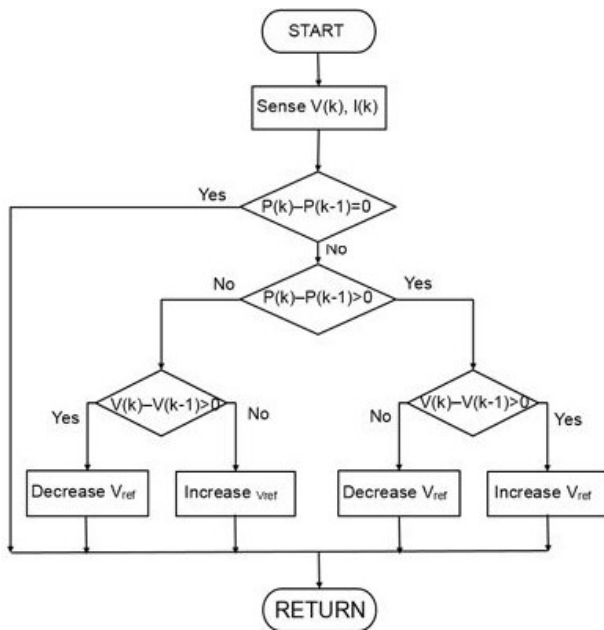 START
Sense V(k), I(k)
Yes
P(k)–P(k-1)=0
No
No
P(k)–P(k-1)>0
Yes
V(k)–V(k-1)>0
V(k)–V(k-1)>0
Yes
No
No
Yes
Decrease Vref
Increase Vref
Decrease Vref
Increase Vref
RETURN